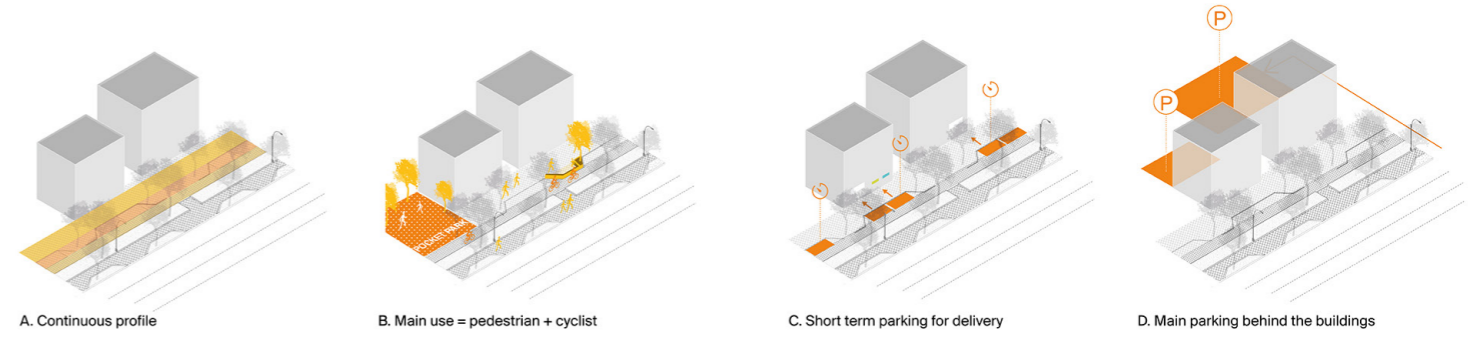 P
P
POCKET PARK
A. Continuous profile
B. Main use = pedestrian + cyclist
C. Short term parking for delivery
D. Main parking behind the buildings